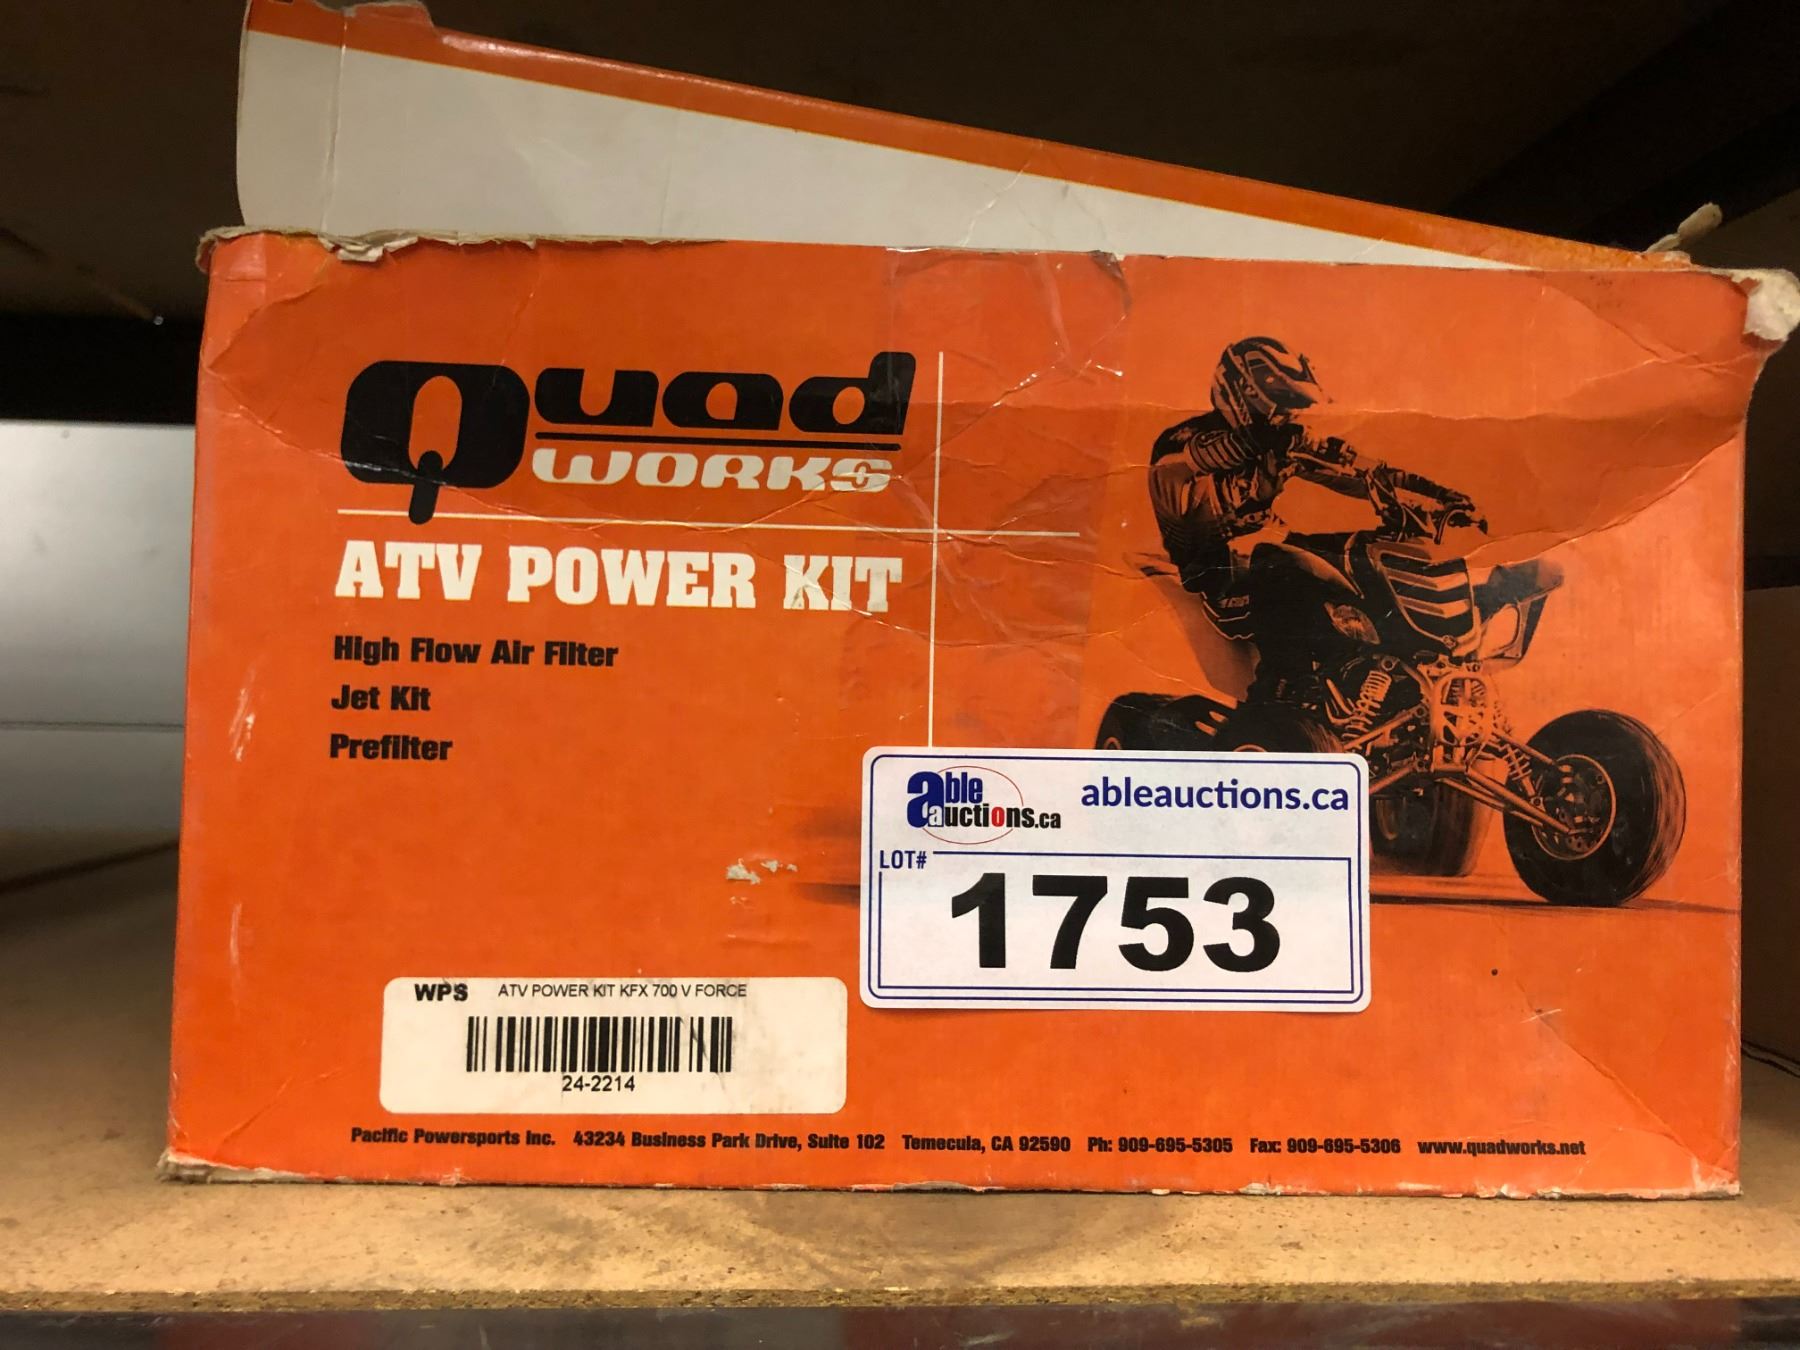 Quad
WORKS
ATV POWER KIT
High Flow Air Filter
Jet Kit
Prefilter
able
auctions.ca
ableauctions.ca
LOT#
1753
WPS ATV POWER KIT KFX 700 V FORCE
24-2214
Pacific Powersports Inc. 43234 Business Park Drive, Suite 102 Temecula, CA 92590 Ph: 909-695-5305 Fax: 909-695-5306 www.quadworks.net